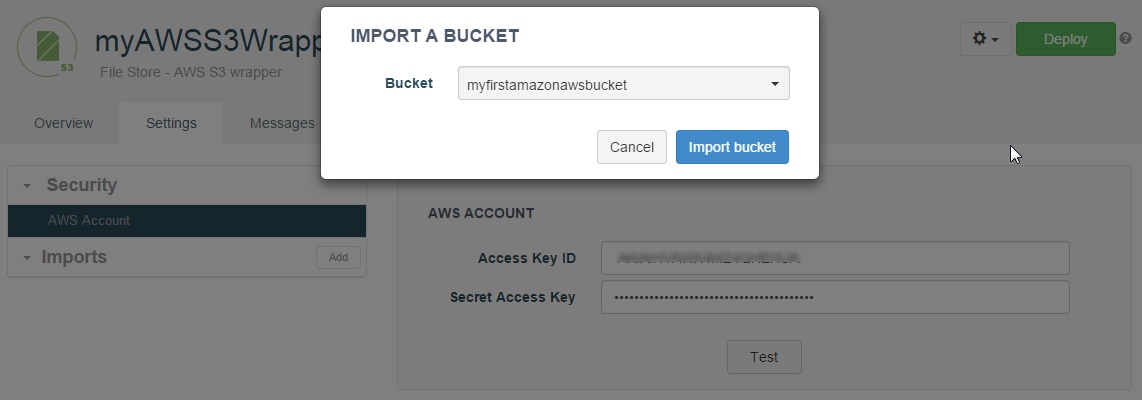 IMPORT A BUCKET
Bucket
myfirstamazonawsbucket
Cancel
Import bucket
S3
myAWSS3Wrapp
File Store - AWS S3 wrapper
Deploy
Overview
Settings
Messages
Security
AWS Account
Imports
Add
AWS ACCOUNT
Access Key ID
Secret Access Key
Test